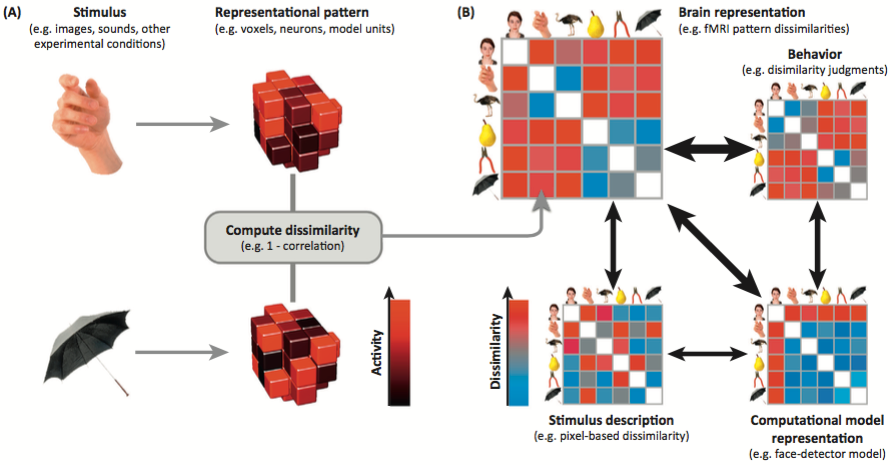 (A)
Stimulus
(e.g. images, sounds, other
experimental conditions)
Representational pattern
(e.g. voxels, neurons, model units)
Compute dissimilarity
(e.g. 1 - correlation)
Activity
(B)
Brain representation
(e.g. fMRI pattern dissimilarities)
Behavior
(e.g. disimilarity judgments)
Dissimilarity
Stimulus description
(e.g. pixel-based dissimilarity)
Computational model
representation
(e.g. face-detector model)